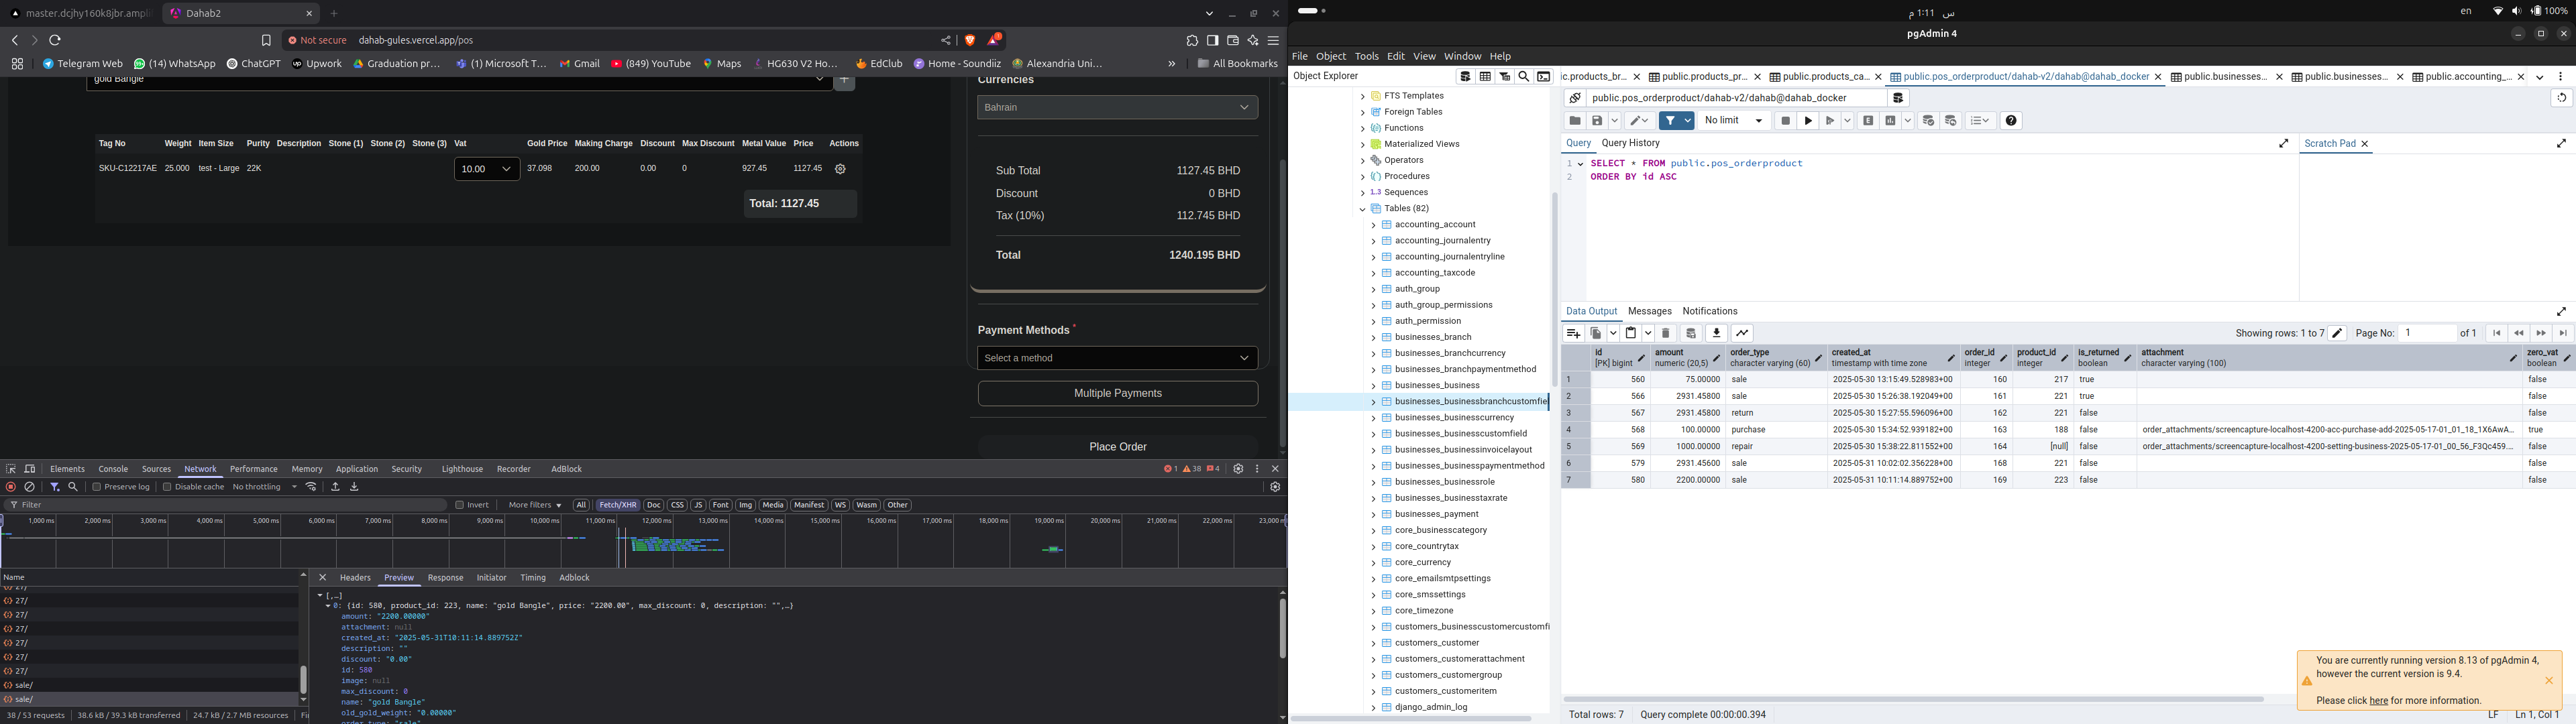 master.dcjhy160k8jbr.ampli
Dahab2
Not secure
dahab-gules.vercel.app/pos
Telegram Web
(14) WhatsApp
ChatGPT
Upwork
Graduation pr...
(1) Microsoft T...
Gmail
(849) YouTube
Maps
HG630 V2 Ho...
EdClub
Home - Soundiiz
Alexandria Uni...
»
All Bookmarks
gold Bangle
Tag No Weight Item Size Purity Description Stone (1) Stone (2) Stone (3) Vat Gold Price Making Charge Discount Max Discount Metal Value Price Actions
SKU-C12217AE 25.000 test - Large 22K 10.00 37.098 200.00 0.00 0 927.45 1127.45
Total: 1127.45
Currencies
Bahrain
Sub Total 1127.45 BHD
Discount 0 BHD
Tax (10%) 112.745 BHD
Total 1240.195 BHD
Payment Methods *
Select a method
Multiple Payments
Place Order
Elements Console Sources Network Performance Memory Application Security Lighthouse Recorder AdBlock 1 38 4
Preserve log Disable cache No throttling
Filter Invert More filters All Fetch/XHR Doc CSS JS Font Img Media Manifest WS Wasm Other
1,000 ms 2,000 ms 3,000 ms 4,000 ms 5,000 ms 6,000 ms 7,000 ms 8,000 ms 9,000 ms 10,000 ms 11,000 ms 12,000 ms 13,000 ms 14,000 ms 15,000 ms 16,000 ms 17,000 ms 18,000 ms 19,000 ms 20,000 ms 21,000 ms 22,000 ms 23,000 m
Name
27/
27/
27/
27/
27/
27/
27/
sale/
sale/
38 / 53 requests 38.6 kB / 39.3 kB transferred 24.7 kB / 2.7 MB resources Fi
Headers Preview Response Initiator Timing Adblock
[,…]
0: {id: 580, product_id: 223, name: "gold Bangle", price: "2200.00", max_discount: 0, description: "",…}
amount: "2200.00000"
attachment: null
created_at: "2025-05-31T10:11:14.889752Z"
description: ""
discount: "0.00"
id: 580
image: null
max_discount: 0
name: "gold Bangle"
old_gold_weight: "0.00000"
order_type: "sale"
س 1:11 م
en
100%
pgAdmin 4
File Object Tools Edit View Window Help
Object Explorer
FTS Templates
Foreign Tables
Functions
Materialized Views
Operators
Procedures
1..3 Sequences
Tables (82)
accounting_account
accounting_journalentry
accounting_journalentryline
accounting_taxcode
auth_group
auth_group_permissions
auth_permission
businesses_branch
businesses_branchcurrency
businesses_branchpaymentmethod
businesses_business
businesses_businessbranchcustomfiel
businesses_businesscurrency
businesses_businesscustomfield
businesses_businessinvoicelayout
businesses_businesspaymentmethod
businesses_businessrole
businesses_businesstaxrate
businesses_payment
core_businesscategory
core_countrytax
core_currency
core_emailsmtpsettings
core_smssettings
core_timezone
customers_businesscustomercustomfi
customers_customer
customers_customerattachment
customers_customergroup
customers_customeritem
django_admin_log
ic.products_br...
public.products_pr...
public.products_ca...
public.pos_orderproduct/dahab-v2/dahab@dahab_docker
public.businesses...
public.businesses...
public.accounting_...
public.pos_orderproduct/dahab-v2/dahab@dahab_docker
No limit
Query Query History
Scratch Pad
1 SELECT * FROM public.pos_orderproduct
2 ORDER BY id ASC
Data Output Messages Notifications
Showing rows: 1 to 7 Page No: 1 of 1
id amount order_type created_at order_id product_id is_returned attachment zero_vat
[PK] bigint numeric (20,5) character varying (60) timestamp with time zone integer integer boolean character varying (100) boolean
1 560 75.00000 sale 2025-05-30 13:15:49.528983+00 160 217 true false
2 566 2931.45800 sale 2025-05-30 15:26:38.192049+00 161 221 true false
3 567 2931.45800 return 2025-05-30 15:27:55.596096+00 162 221 false false
4 568 100.00000 purchase 2025-05-30 15:34:52.939182+00 163 188 false order_attachments/screencapture-localhost-4200-acc-purchase-add-2025-05-17-01_01_18_1X6AwA... true
5 569 1000.00000 repair 2025-05-30 15:38:22.811552+00 164 [null] false order_attachments/screencapture-localhost-4200-setting-business-2025-05-17-01_00_56_F3Qc459.... false
6 579 2931.45600 sale 2025-05-31 10:02:02.356228+00 168 221 false false
7 580 2200.00000 sale 2025-05-31 10:11:14.889752+00 169 223 false false
You are currently running version 8.13 of pgAdmin 4,
however the current version is 9.4.
Please click here for more information.
Total rows: 7 Query complete 00:00:00.394 LF Ln 1, Col 1